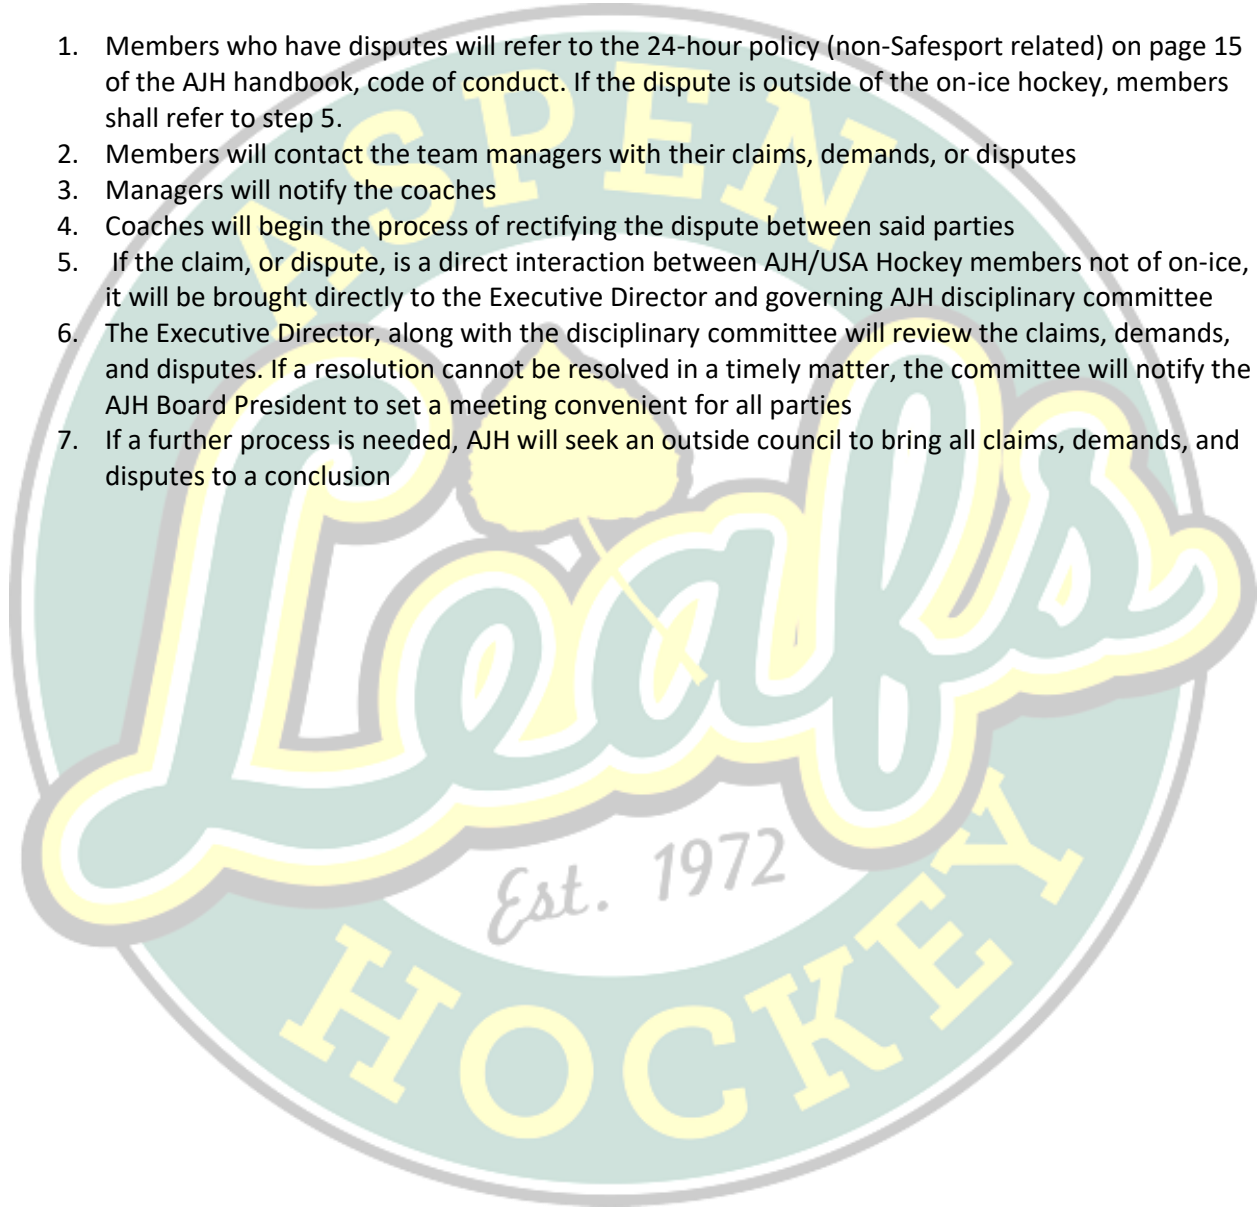 1. Members who have disputes will refer to the 24-hour policy (non-Safesport related) on page 15
of the AJH handbook, code of conduct. If the dispute is outside of the on-ice hockey, members
shall refer to step 5.
2. Members will contact the team managers with their claims, demands, or disputes
3. Managers will notify the coaches
4. Coaches will begin the process of rectifying the dispute between said parties
5. If the claim, or dispute, is a direct interaction between AJH/USA Hockey members not of on-ice,
it will be brought directly to the Executive Director and governing AJH disciplinary committee
6. The Executive Director, along with the disciplinary committee will review the claims, demands,
and disputes. If a resolution cannot be resolved in a timely matter, the committee will notify the
AJH Board President to set a meeting convenient for all parties
7. If a further process is needed, AJH will seek an outside council to bring all claims, demands, and
disputes to a conclusion
ASPEN
Leafs
Est. 1972
HOCKEY